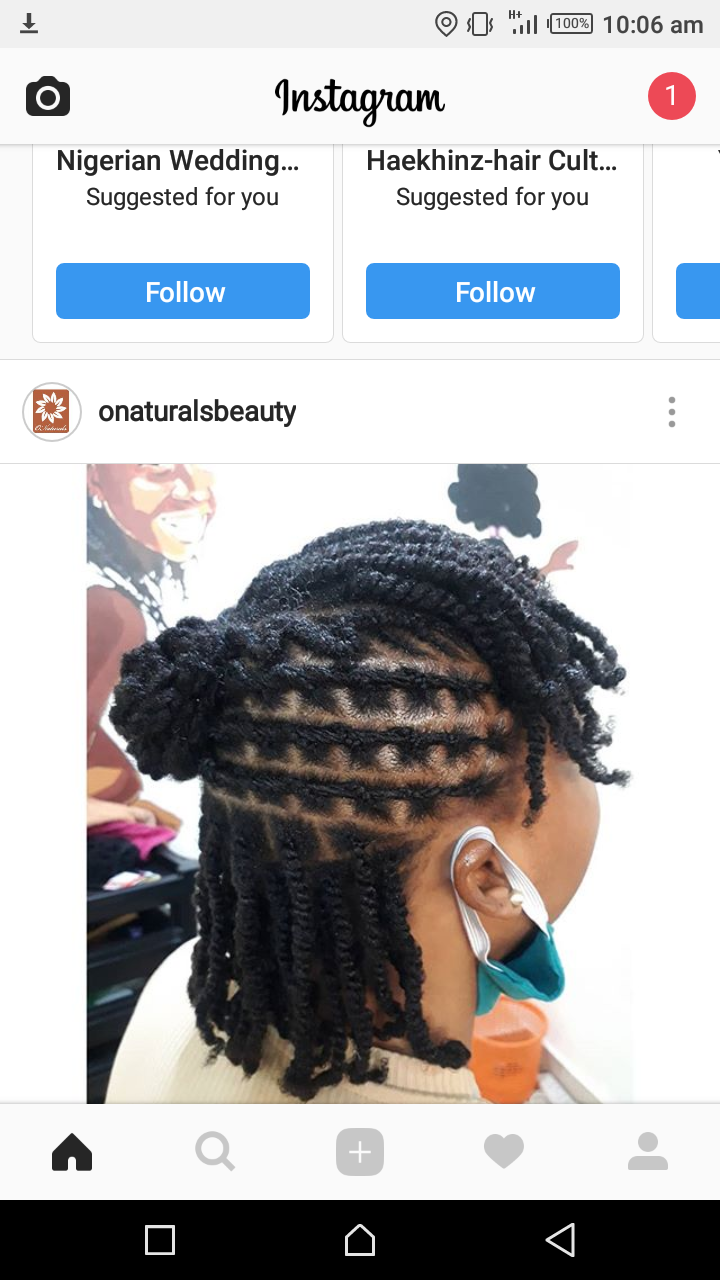 H+
100%
10:06 am
Instagram
1
Nigerian Wedding...
Haekhinz-hair Cult...
Suggested for you
Suggested for you
Follow
Follow
onaturalsbeauty